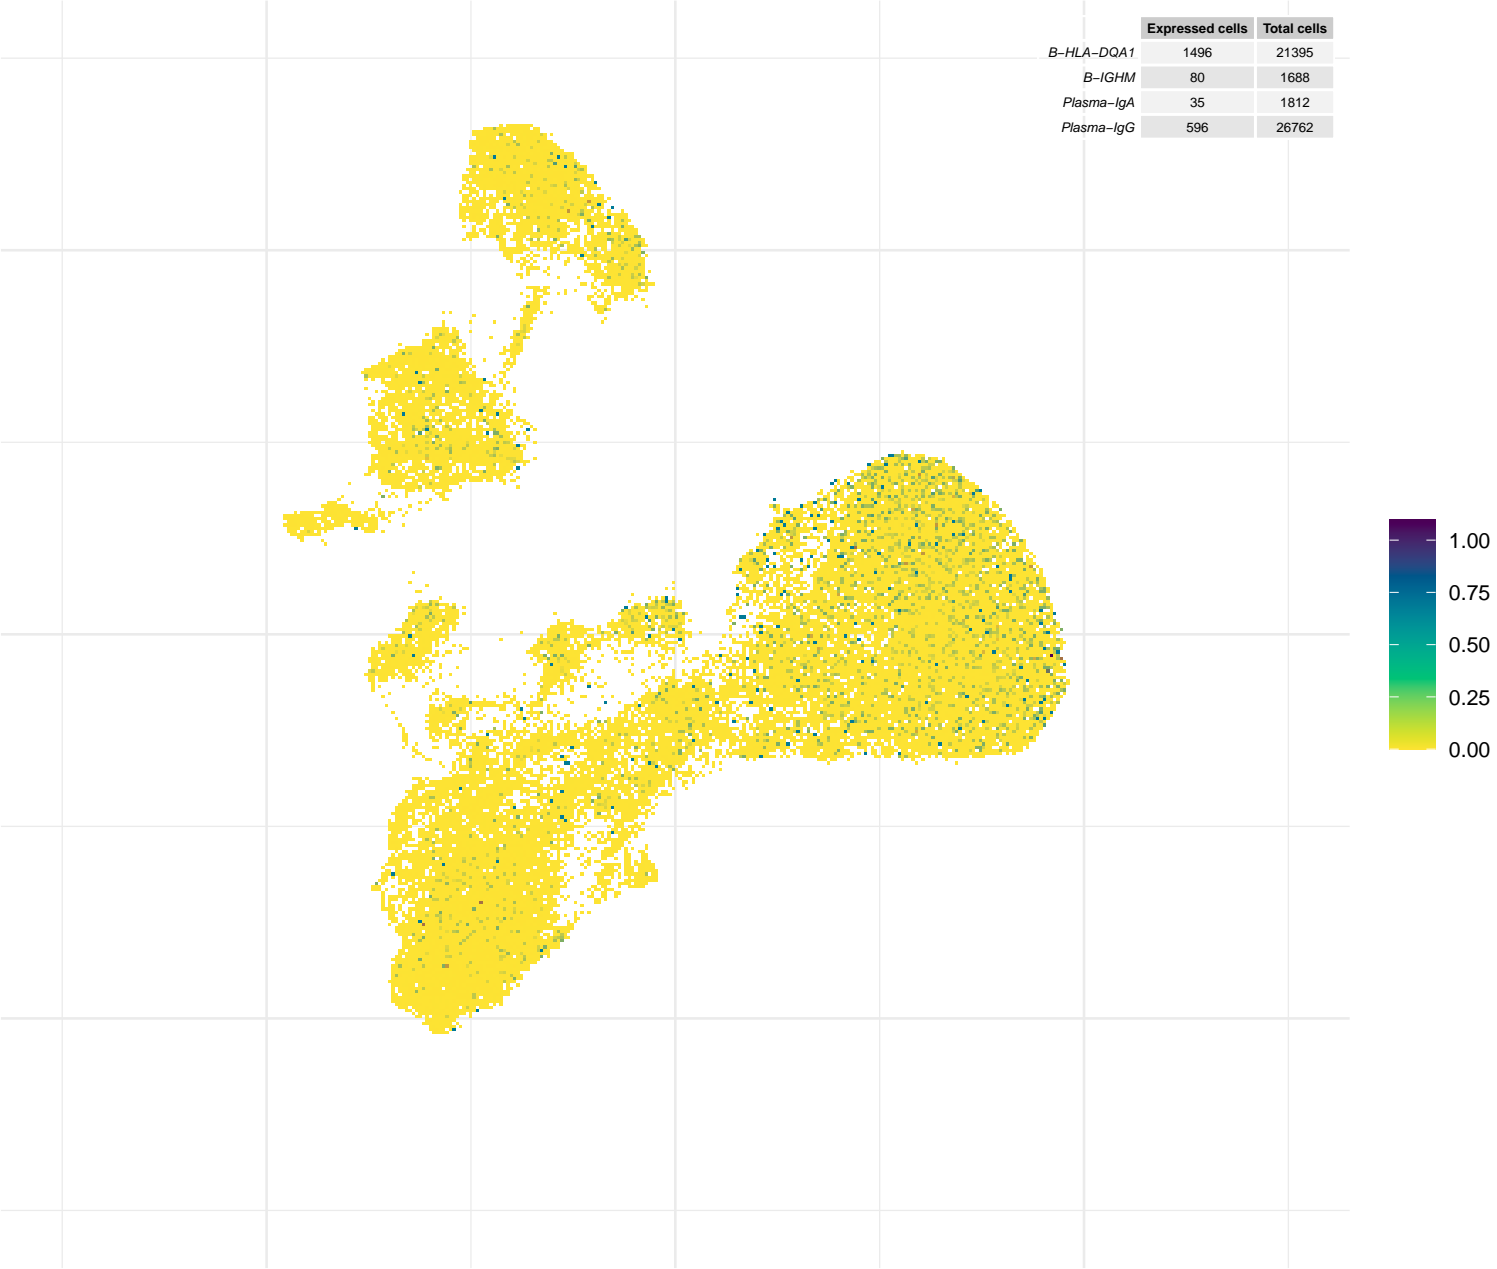 Expressed cells Total cells
B−HLA−DQA1 1496 21395
B−IGHM 80 1688
Plasma−IgA 35 1812
Plasma−IgG 596 26762
1.00
0.75
0.50
0.25
0.00